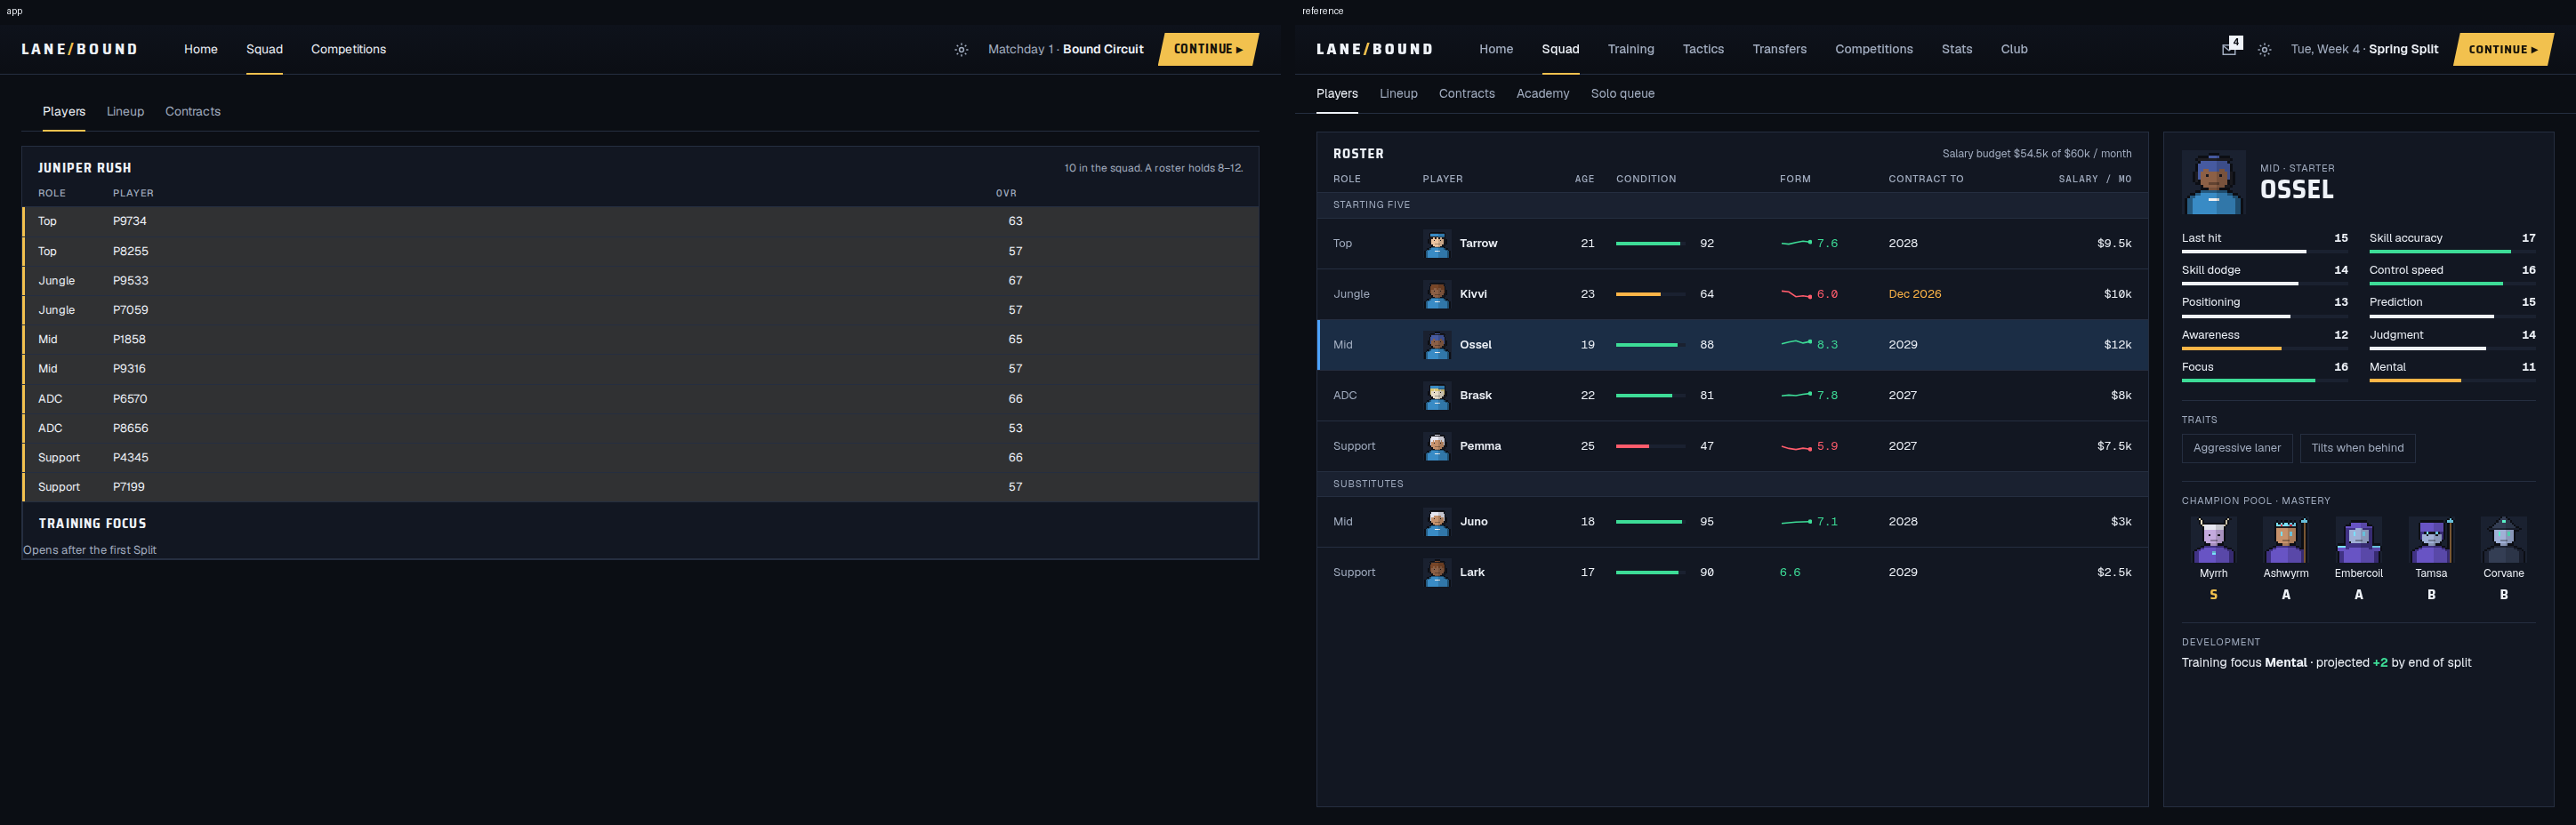 app
LANE/BOUND Home Squad Competitions Matchday 1 · Bound Circuit CONTINUE ▸
Players Lineup Contracts
JUNIPER RUSH 10 in the squad. A roster holds 8–12.
ROLE PLAYER OVR
Top P9734 63
Top P8255 57
Jungle P9533 67
Jungle P7059 57
Mid P1858 65
Mid P9316 57
ADC P6570 66
ADC P8656 53
Support P4345 66
Support P7199 57
TRAINING FOCUS
Opens after the first Split
reference
LANE/BOUND Home Squad Training Tactics Transfers Competitions Stats Club 4 Tue, Week 4 · Spring Split CONTINUE ▸
Players Lineup Contracts Academy Solo queue
ROSTER Salary budget $54.5k of $60k / month
ROLE PLAYER AGE CONDITION FORM CONTRACT TO SALARY / MO
STARTING FIVE
Top Tarrow 21 92 7.6 2028 $9.5k
Jungle Kivvi 23 64 6.0 Dec 2026 $10k
Mid Ossel 19 88 8.3 2029 $12k
ADC Brask 22 81 7.8 2027 $8k
Support Pemma 25 47 5.9 2027 $7.5k
SUBSTITUTES
Mid Juno 18 95 7.1 2028 $3k
Support Lark 17 90 6.6 2029 $2.5k
MID · STARTER
OSSEL
Last hit 15 Skill accuracy 17
Skill dodge 14 Control speed 16
Positioning 13 Prediction 15
Awareness 12 Judgment 14
Focus 16 Mental 11
TRAITS
Aggressive laner Tilts when behind
CHAMPION POOL · MASTERY
Myrrh Ashwyrm Embercoil Tamsa Corvane
S A A B B
DEVELOPMENT
Training focus Mental · projected +2 by end of split